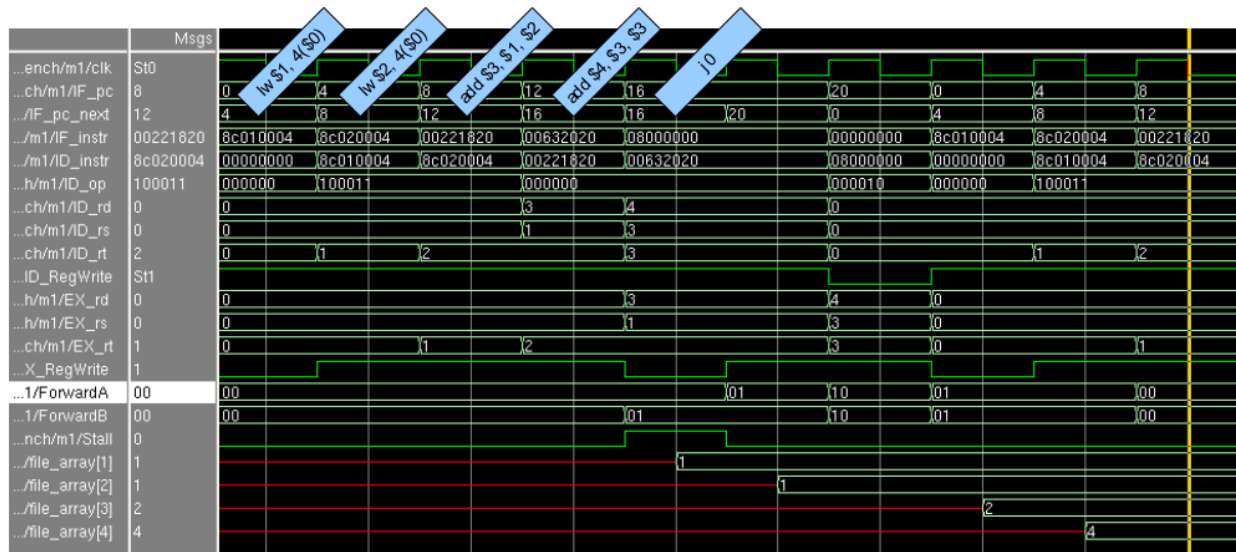 lw $1, 4($0)
lw $2, 4($0)
add $3, $1, $2
add $4, $3, $3
j 0
Msgs
...ench/m1/clk St0
...ch/m1/IF_pc 8 0 4 8 12 16 20 0 4 8
.../IF_pc_next 12 4 8 12 16 16 20 0 4 8 12
.../m1/IF_instr 00221820 8c010004 8c020004 00221820 00632020 08000000 00000000 8c010004 8c020004 00221820
.../m1/ID_instr 8c020004 00000000 8c010004 8c020004 00221820 00632020 08000000 00000000 8c010004 8c020004
...h/m1/ID_op 100011 000000 100011 000000 000010 000000 100011
...ch/m1/ID_rd 0 0 3 4 0
...ch/m1/ID_rs 0 0 1 3 0
...ch/m1/ID_rt 2 0 1 2 3 0 1 2
...ID_RegWrite St1
...h/m1/EX_rd 0 0 3 4 0
...h/m1/EX_rs 0 0 1 3 0
...ch/m1/EX_rt 1 0 1 2 3 0 1
...X_RegWrite 1
...1/ForwardA 00 00 01 10 01 00
...1/ForwardB 00 00 01 10 01 00
...nch/m1/Stall 0
.../file_array[1] 1 1
.../file_array[2] 1 1
.../file_array[3] 2 2
.../file_array[4] 4 4